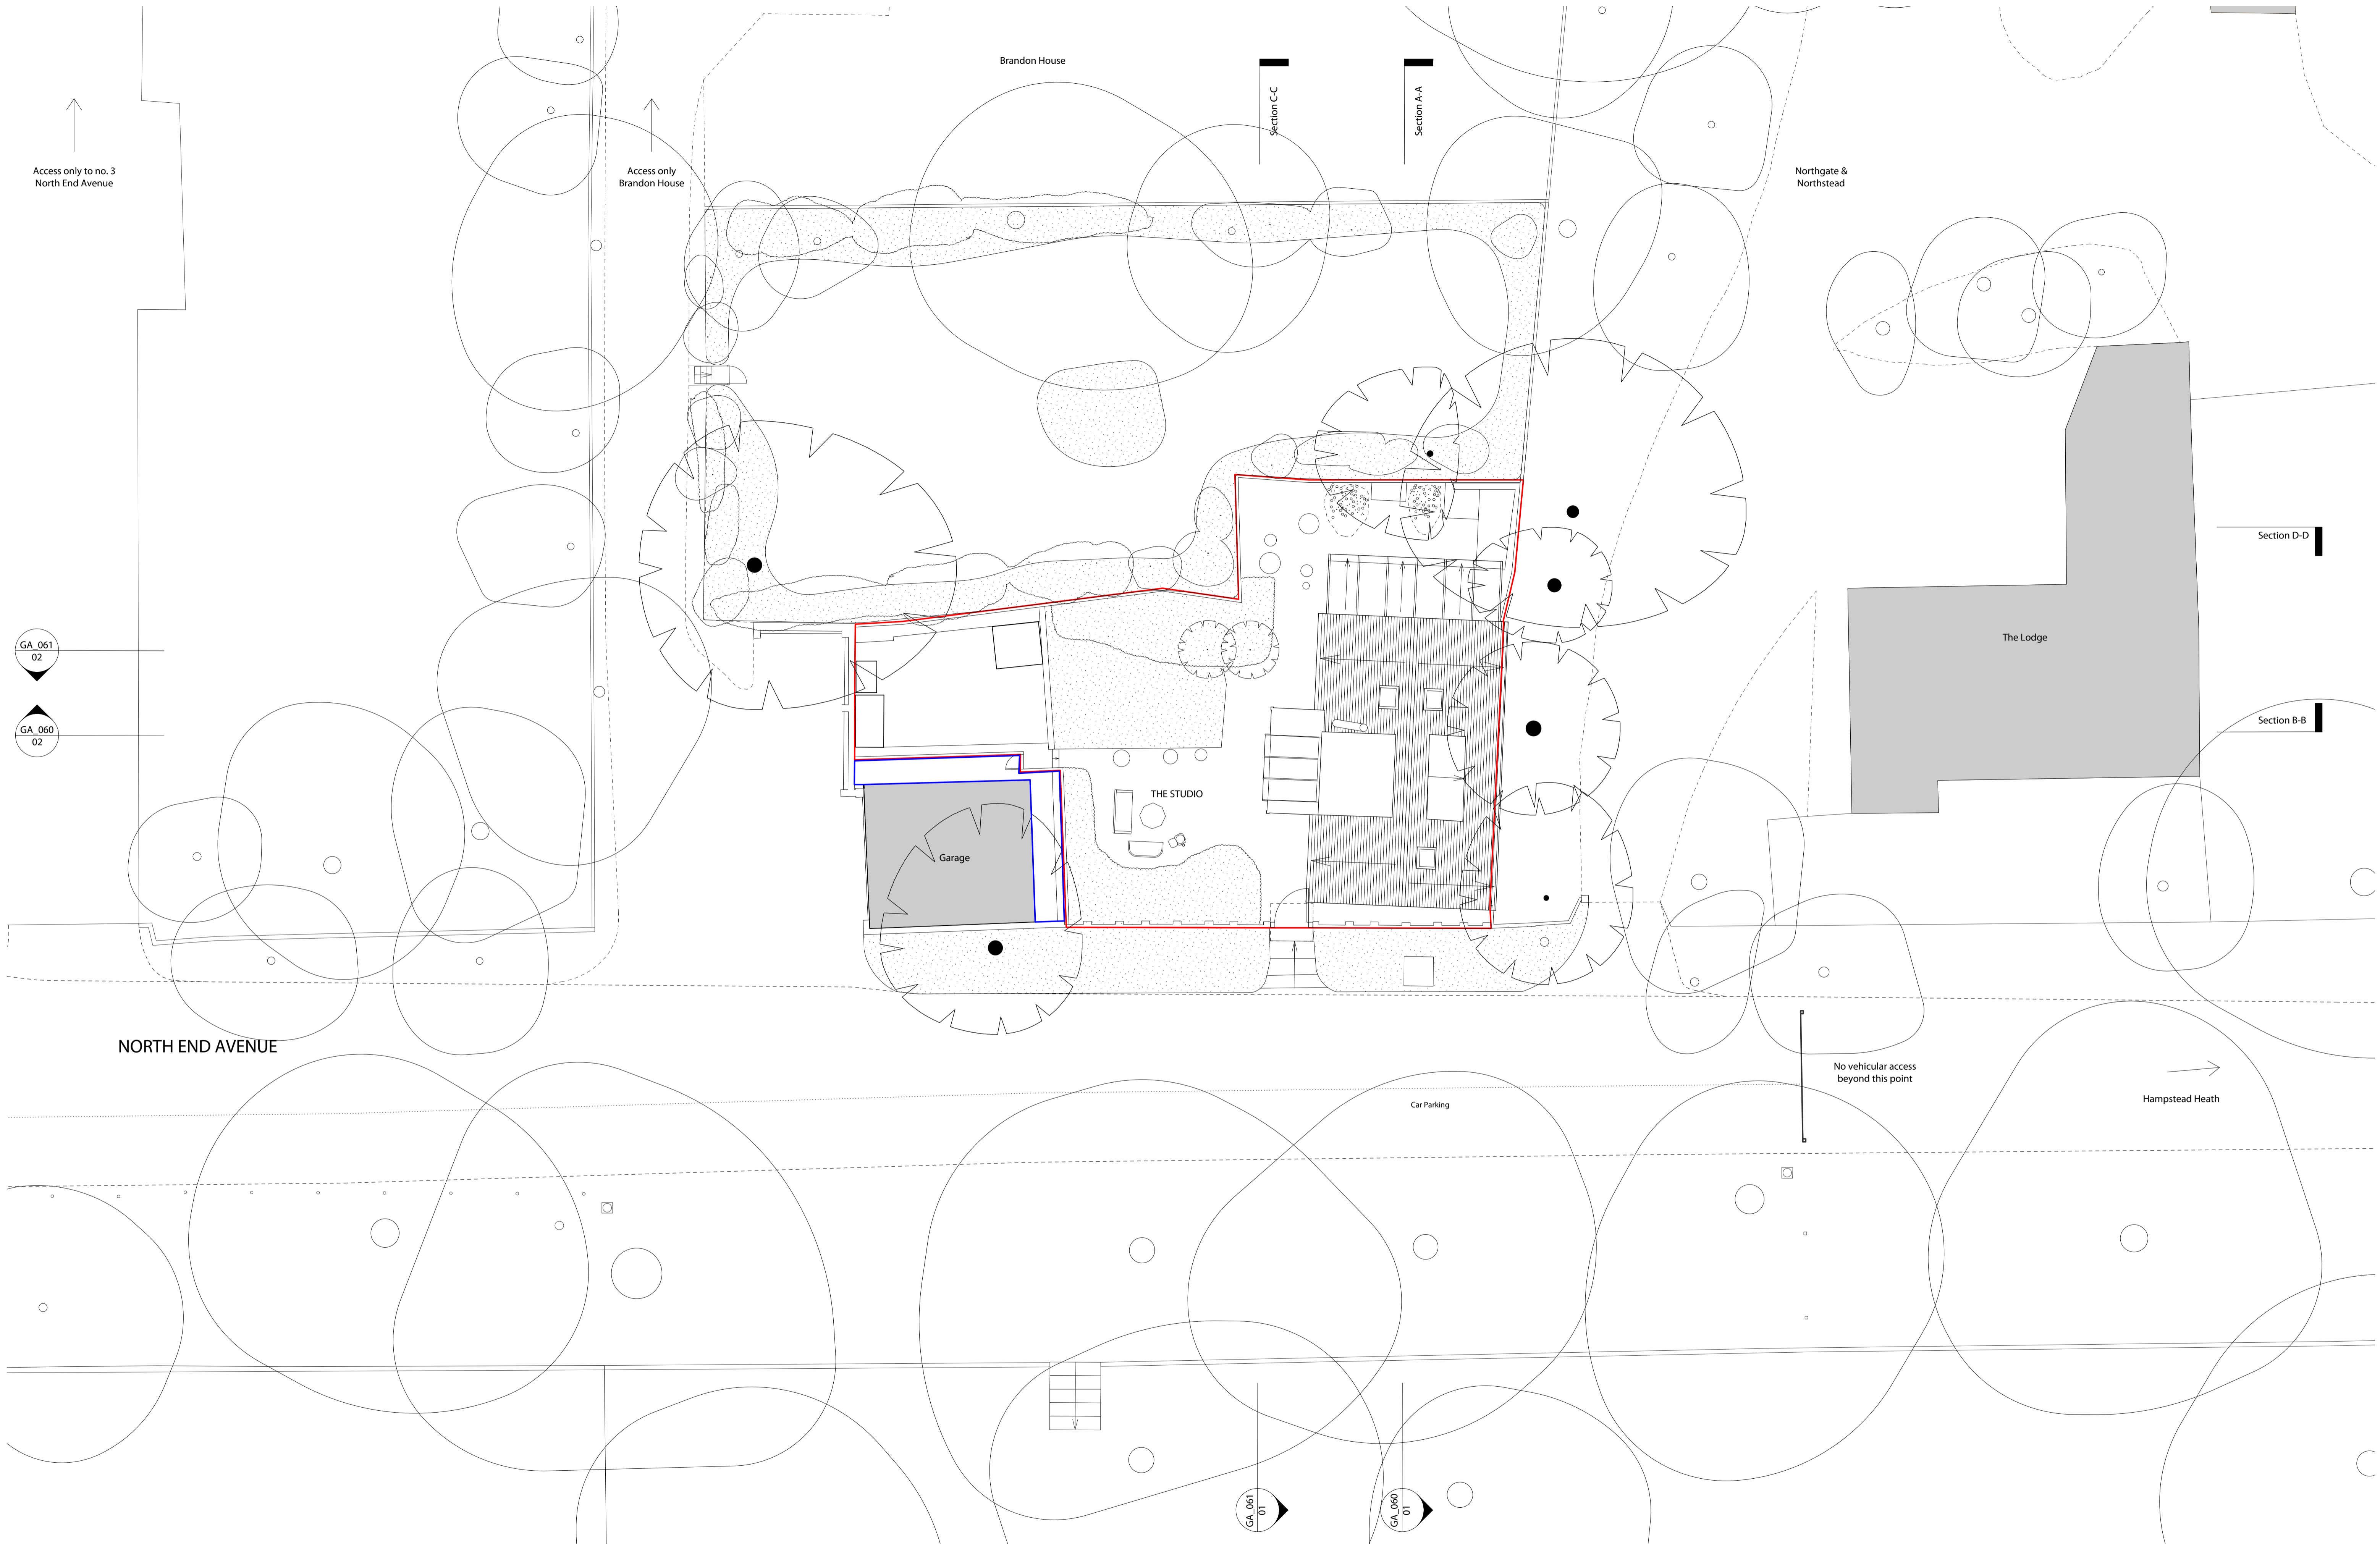 Brandon House
Section C-C
Section A-A
Access only to no. 3
North End Avenue
Access only
Brandon House
Northgate &
Northstead
Section D-D
The Lodge
GA_061
02
GA_060
02
Section B-B
THE STUDIO
Garage
NORTH END AVENUE
No vehicular access
beyond this point
Car Parking
Hampstead Heath
GA_061
01
GA_060
01